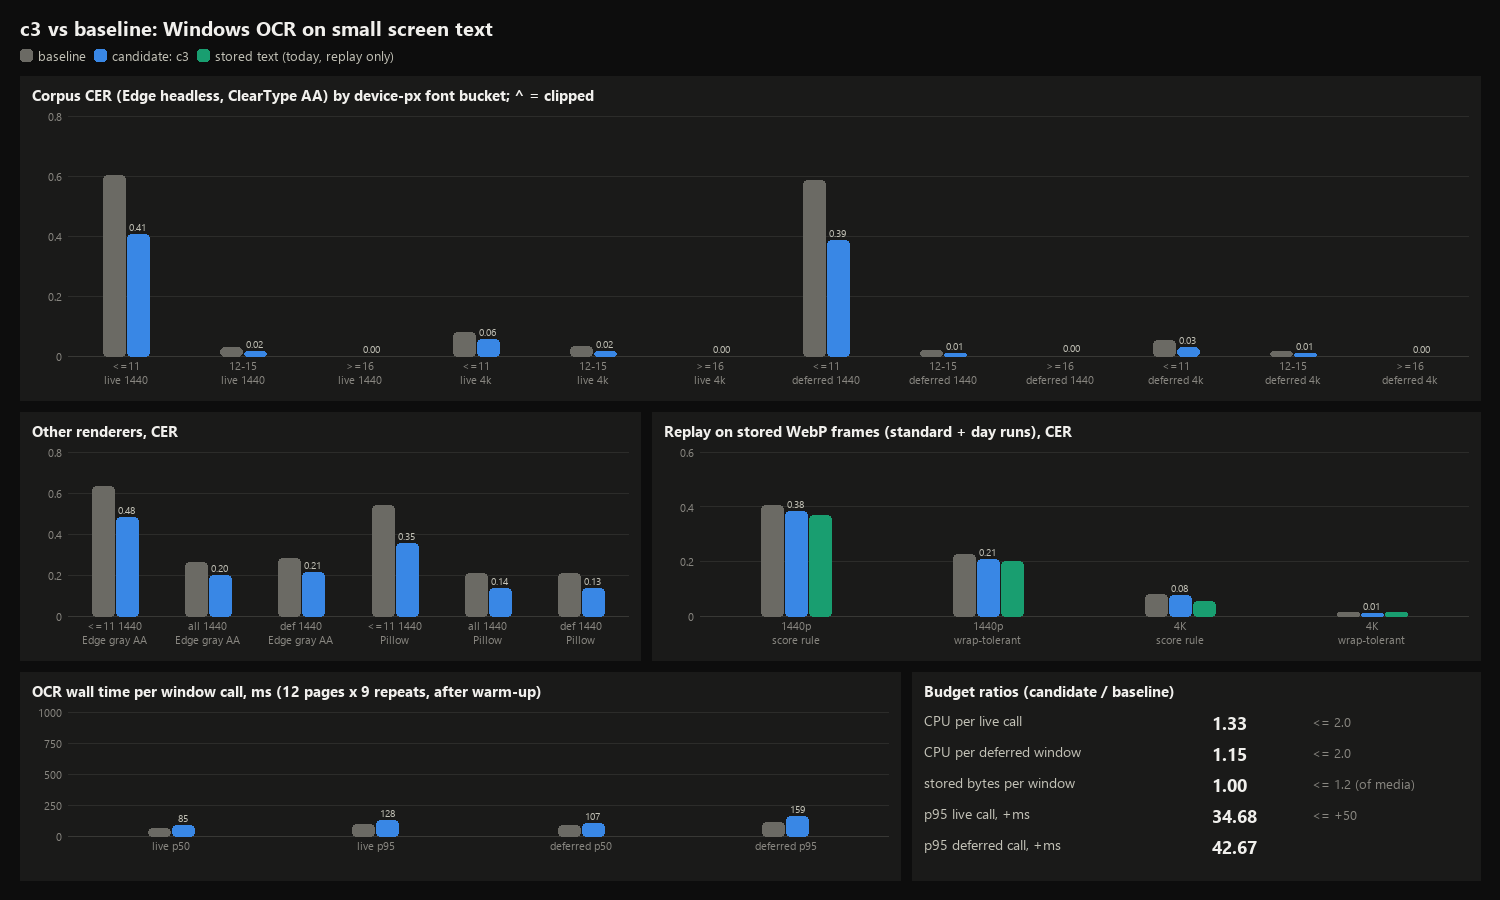 c3 vs baseline: Windows OCR on small screen text
baseline candidate: c3 stored text (today, replay only)
Corpus CER (Edge headless, ClearType AA) by device-px font bucket; ^ = clipped
0.8
0.6
0.4
0.2
0
0.41 0.02 0.00 0.06 0.02 0.00 0.39 0.01 0.00 0.03 0.01 0.00
<=11 12-15 >=16 <=11 12-15 >=16 <=11 12-15 >=16 <=11 12-15 >=16
live 1440 live 1440 live 1440 live 4k live 4k live 4k deferred 1440 deferred 1440 deferred 1440 deferred 4k deferred 4k deferred 4k
Other renderers, CER
0.8
0.6
0.4
0.2
0
0.48 0.20 0.21 0.35 0.14 0.13
<=11 1440 all 1440 def 1440 <=11 1440 all 1440 def 1440
Edge gray AA Edge gray AA Edge gray AA Pillow Pillow Pillow
Replay on stored WebP frames (standard + day runs), CER
0.6
0.4
0.2
0
0.38 0.21 0.08 0.01
1440p 1440p 4K 4K
score rule wrap-tolerant score rule wrap-tolerant
OCR wall time per window call, ms (12 pages x 9 repeats, after warm-up)
1000
750
500
250
0
85 128 107 159
live p50 live p95 deferred p50 deferred p95
Budget ratios (candidate / baseline)
CPU per live call 1.33 <= 2.0
CPU per deferred window 1.15 <= 2.0
stored bytes per window 1.00 <= 1.2 (of media)
p95 live call, +ms 34.68 <= +50
p95 deferred call, +ms 42.67